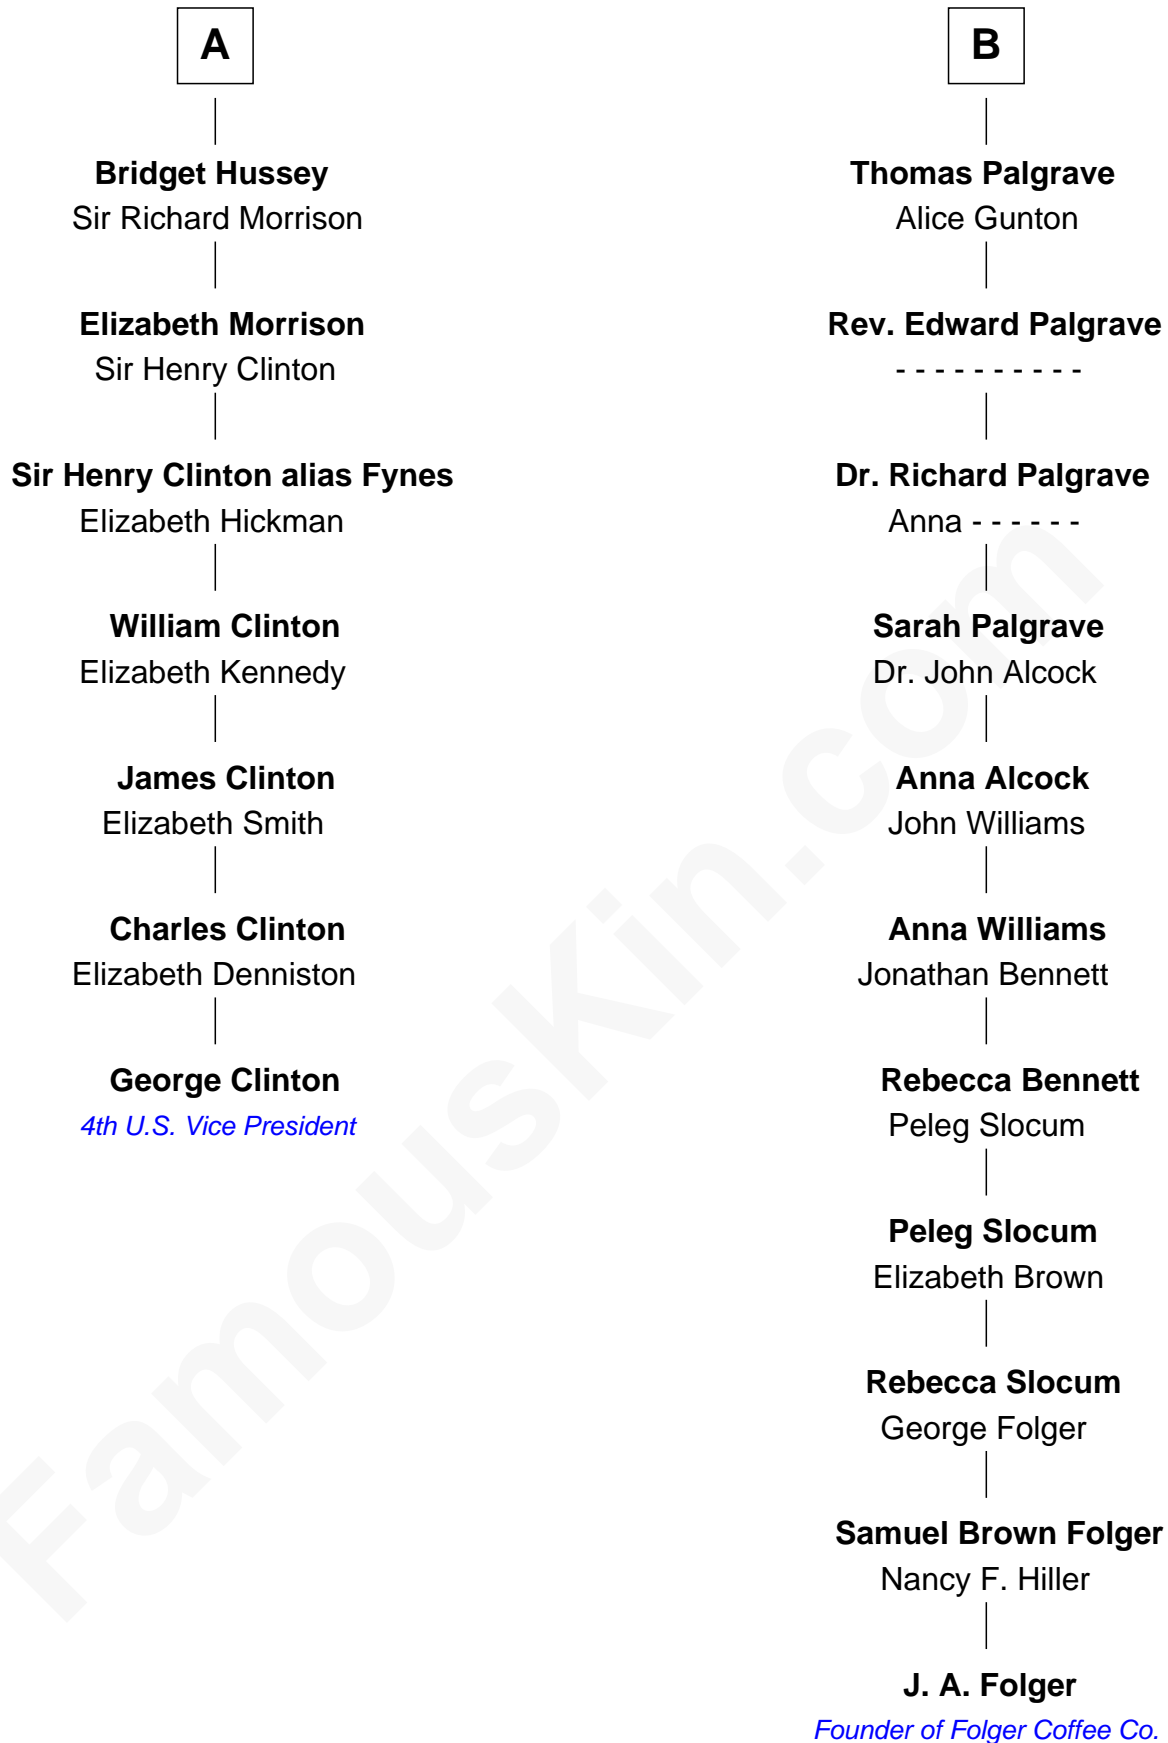 A
Bridget Hussey
Sir Richard Morrison
Elizabeth Morrison
Sir Henry Clinton
Sir Henry Clinton alias Fynes
Elizabeth Hickman
William Clinton
Elizabeth Kennedy
James Clinton
Elizabeth Smith
Charles Clinton
Elizabeth Denniston
George Clinton
4th U.S. Vice President
B
Thomas Palgrave
Alice Gunton
Rev. Edward Palgrave
- - - - - - - - - -
Dr. Richard Palgrave
Anna - - - - - -
Sarah Palgrave
Dr. John Alcock
Anna Alcock
John Williams
Anna Williams
Jonathan Bennett
Rebecca Bennett
Peleg Slocum
Peleg Slocum
Elizabeth Brown
Rebecca Slocum
George Folger
Samuel Brown Folger
Nancy F. Hiller
J. A. Folger
Founder of Folger Coffee Co.
FamousKin.com